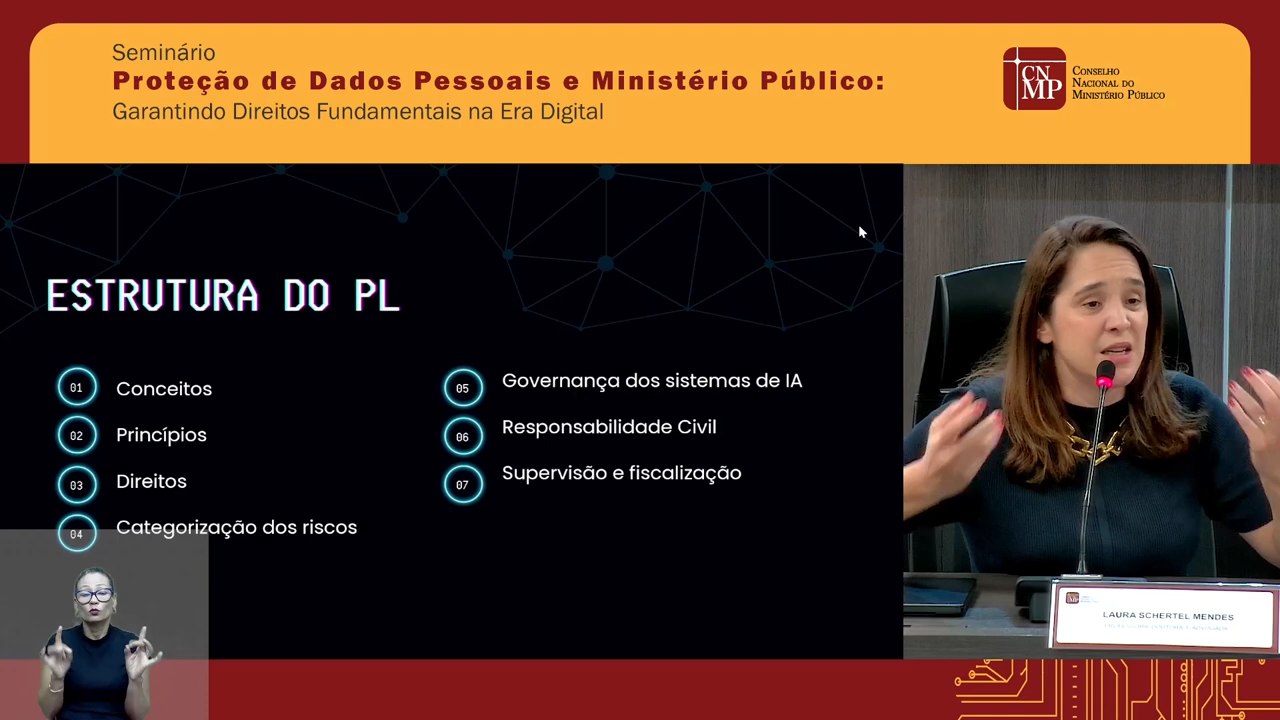 Seminário
Proteção de Dados Pessoais e Ministério Público:
Garantindo Direitos Fundamentais na Era Digital
CN
MP
Conselho
Nacional do
Ministério Público
ESTRUTURA DO PL
01 Conceitos
02 Princípios
03 Direitos
04 Categorização dos riscos
05 Governança dos sistemas de IA
06 Responsabilidade Civil
07 Supervisão e fiscalização
LAURA SCHERTEL MENDES